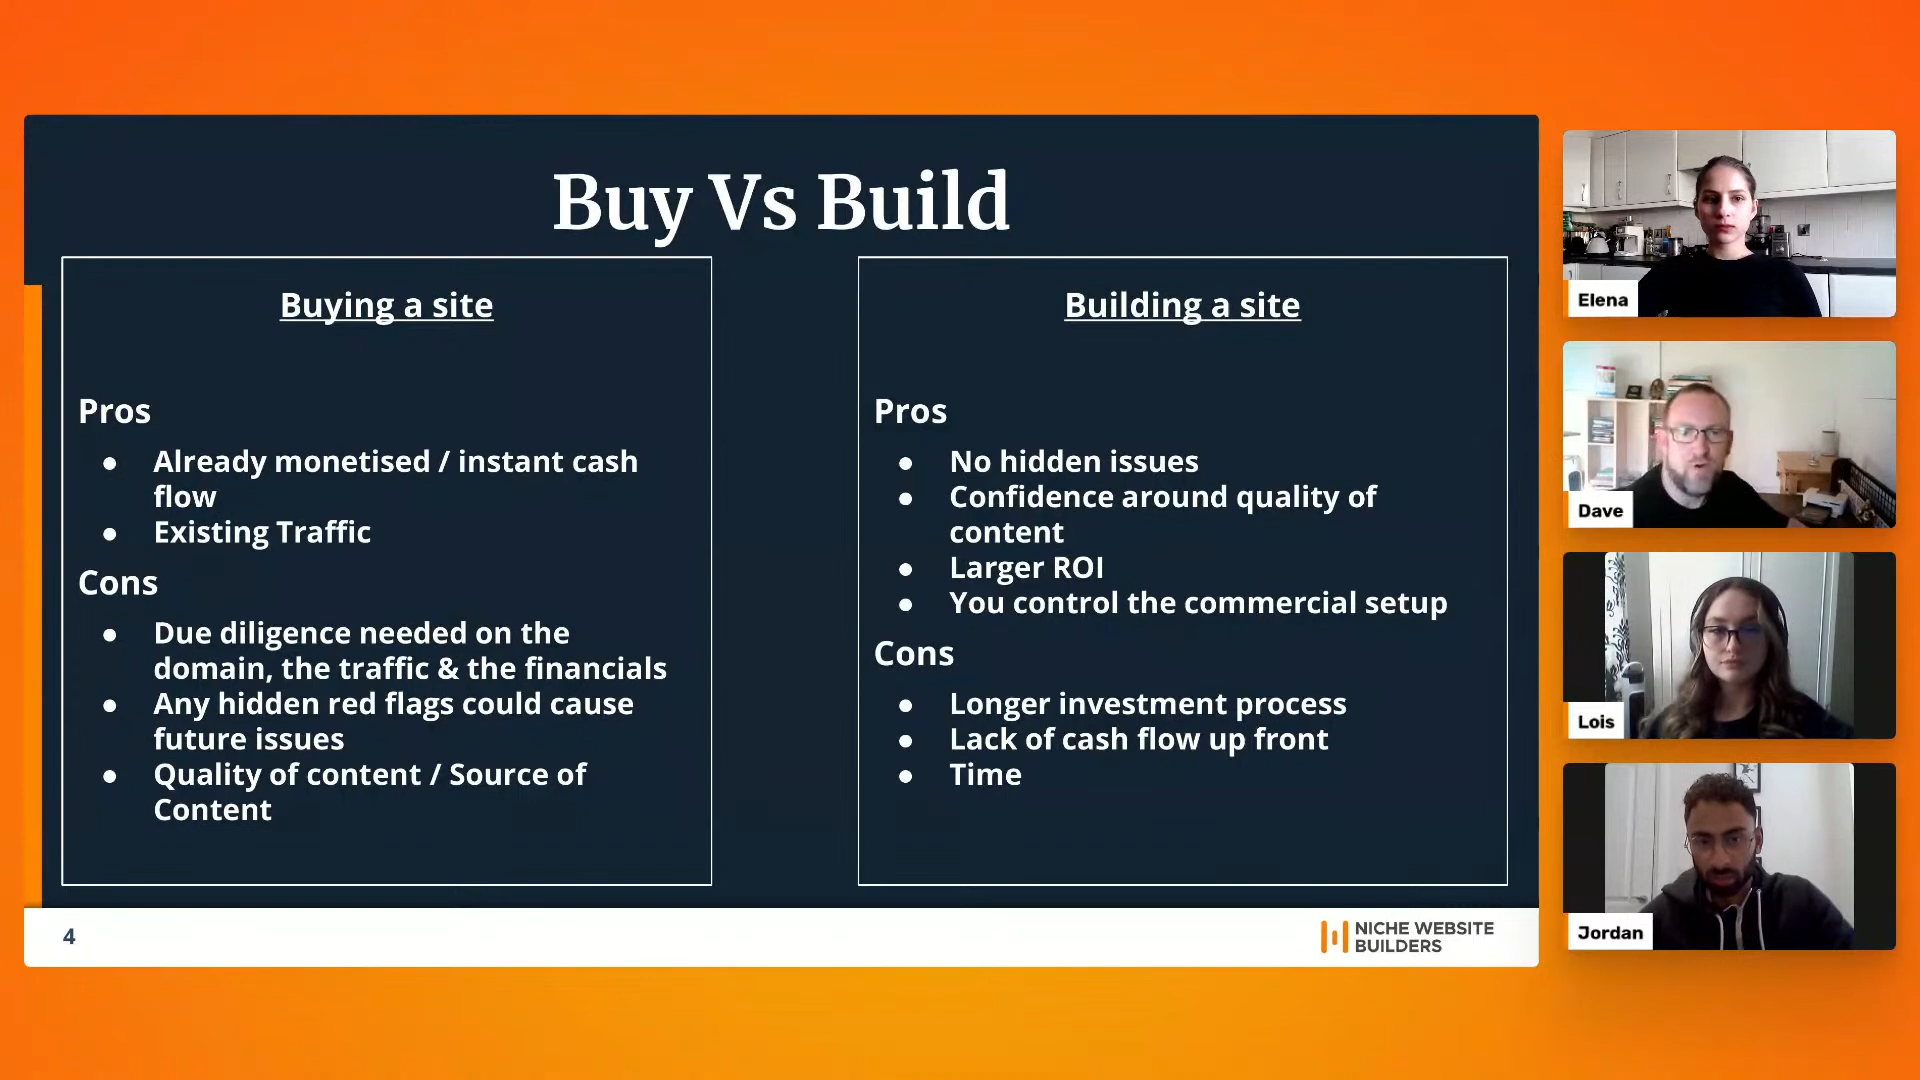 Buy Vs Build
Buying a site
Pros
● Already monetised / instant cash
flow
● Existing Traffic
Cons
● Due diligence needed on the
domain, the traffic & the financials
● Any hidden red flags could cause
future issues
● Quality of content / Source of
Content
Building a site
Pros
● No hidden issues
● Confidence around quality of
content
● Larger ROI
● You control the commercial setup
Cons
● Longer investment process
● Lack of cash flow up front
● Time
4
NICHE WEBSITE
BUILDERS
Elena
Dave
Lois
Jordan